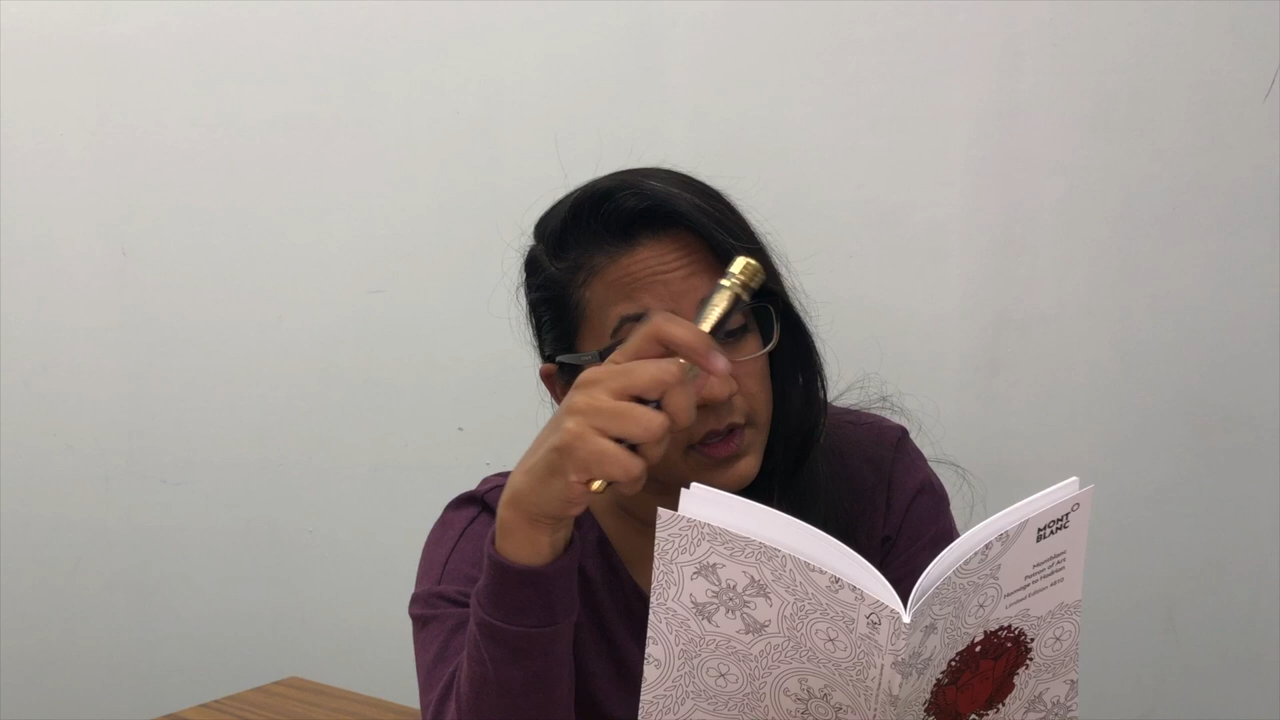 MONT
BLANC
Montblanc
Patron of Art
Homage to Hadrian
Limited Edition 4810